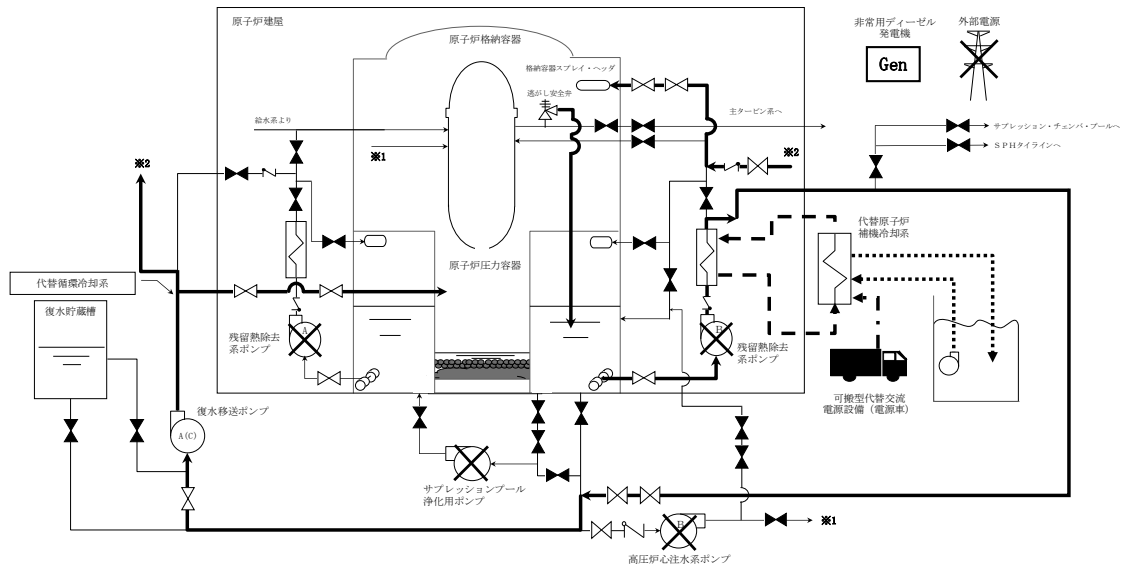 原子炉建屋
原子炉格納容器
格納容器スプレイ・ヘッダ
逃がし安全弁
給水系より
主タービン系へ
※1
※2
※2
非常用ディーゼル
発電機
外部電源
Gen
サプレッション・チェンバ・プールへ
ＳＰＨタイラインへ
代替原子炉
補機冷却系
原子炉圧力容器
代替循環冷却系
復水貯蔵槽
A
残留熱除去
系ポンプ
B
残留熱除去
系ポンプ
可搬型代替交流
電源設備（電源車）
復水移送ポンプ
A(C)
サプレッションプール
浄化用ポンプ
B
※1
高圧炉心注水系ポンプ